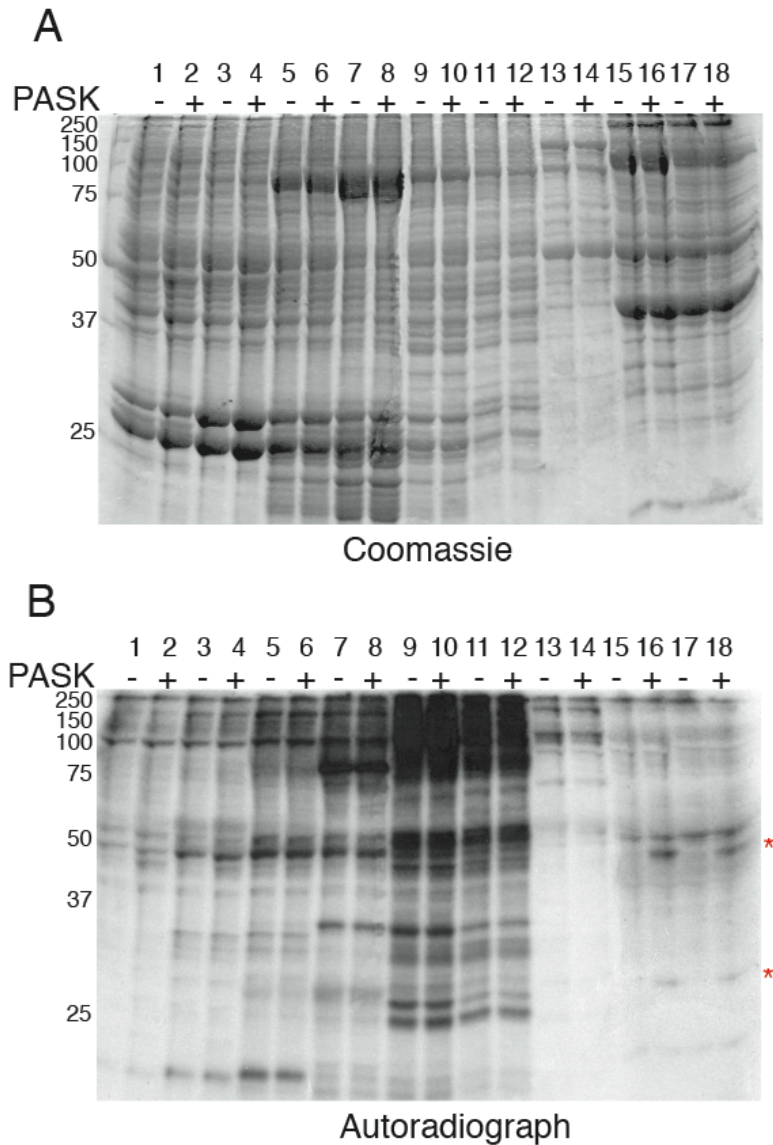 A
1 2 3 4 5 6 7 8 9 10 11 12 13 14 15 16 17 18
PASK - + - + - + - + - + - + - + - + - +
250
150
100
75
50
37
25
Coomassie
B
1 2 3 4 5 6 7 8 9 10 11 12 13 14 15 16 17 18
PASK - + - + - + - + - + - + - + - + - +
250
150
100
75
50
*
37
*
25
Autoradiograph